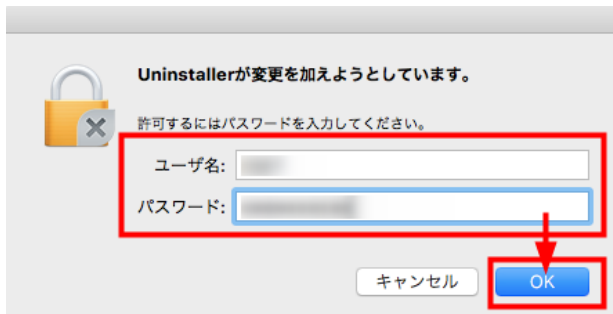 Uninstallerが変更を加えようとしています。
許可するにはパスワードを入力してください。
ユーザ名:
パスワード:
キャンセル
OK